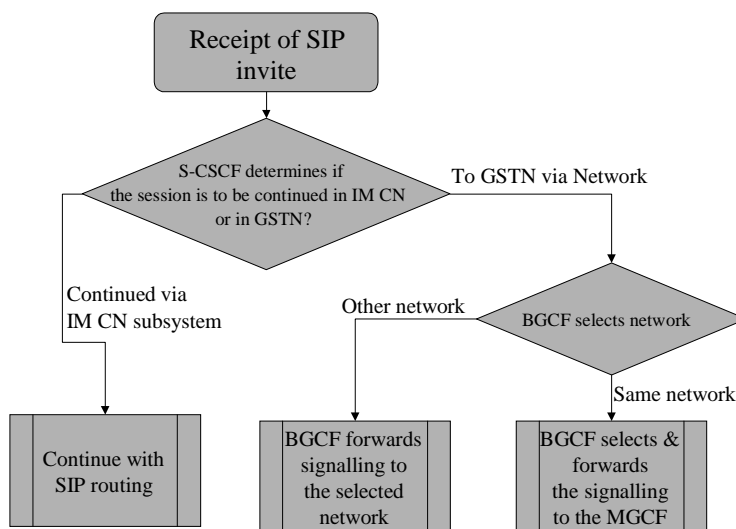 Receipt of SIP
invite
S-CSCF determines if
the session is to be continued in IM CN
or in GSTN?
To GSTN via Network
Continued via
IM CN subsystem
Other network
BGCF selects network
Same network
Continue with
SIP routing
BGCF forwards
signalling to
the selected
network
BGCF selects &
forwards
the signalling
to the MGCF